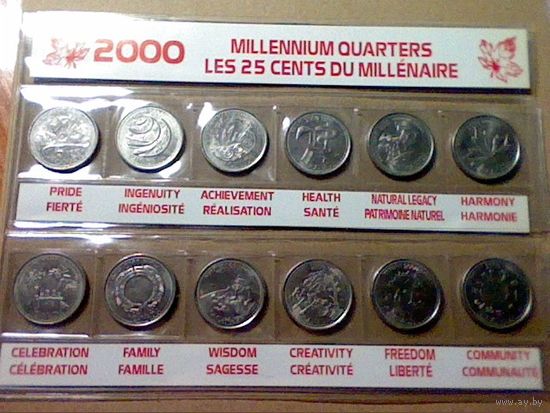 2000
MILLENNIUM QUARTERS
LES 25 CENTS DU MILLÉNAIRE
PRIDE
FIERTÉ
INGENUITY
INGÉNIOSITÉ
ACHIEVEMENT
RÉALISATION
HEALTH
SANTÉ
NATURAL LEGACY
PATRIMOINE NATUREL
HARMONY
HARMONIE
CELEBRATION
CÉLÉBRATION
FAMILY
FAMILLE
WISDOM
SAGESSE
CREATIVITY
CRÉATIVITÉ
FREEDOM
LIBERTÉ
COMMUNITY
COMMUNAUTÉ
www.ay.by